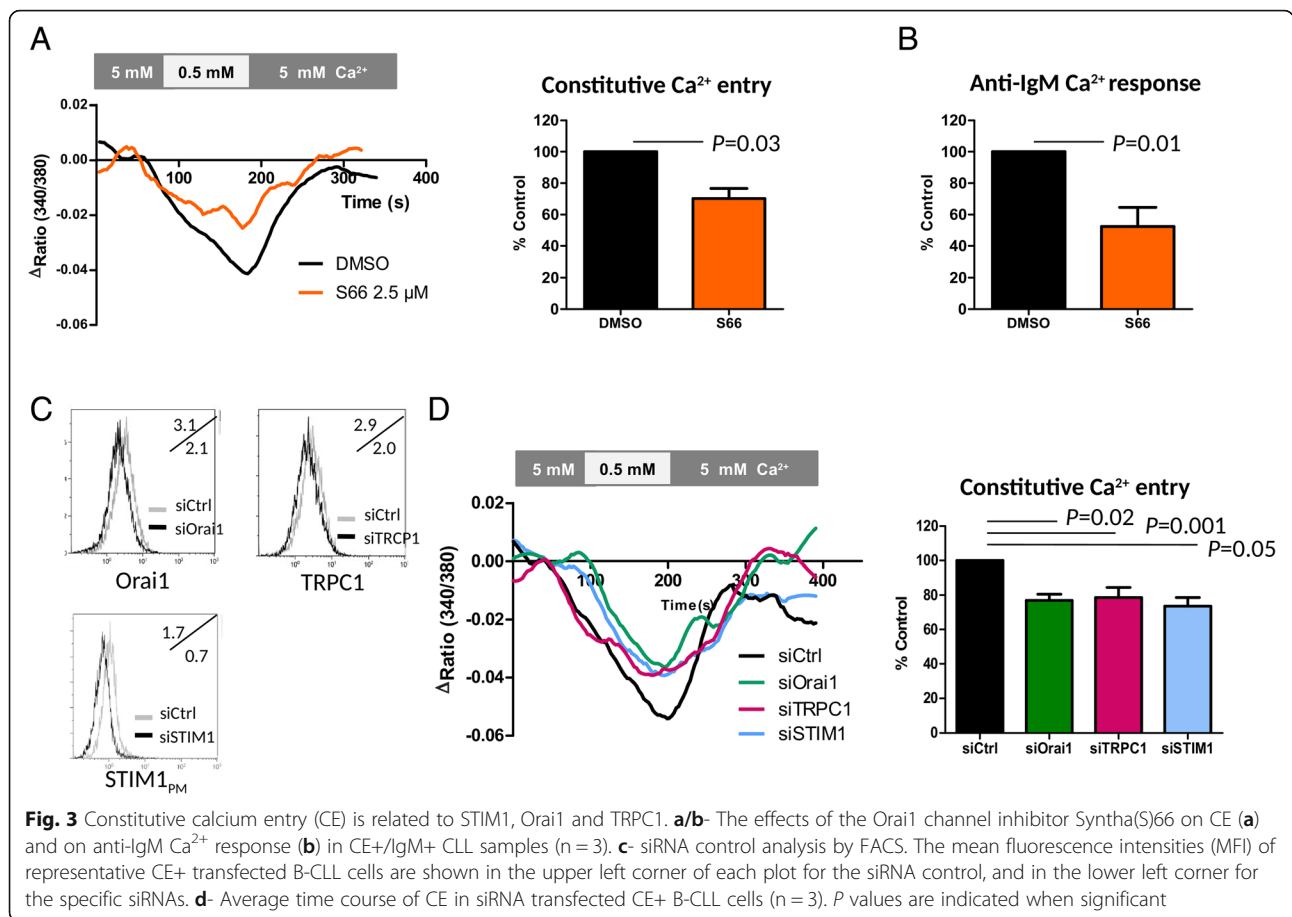 A
5 mM 0.5 mM 5 mM Ca²⁺
0.02
0.00
-0.02
-0.04
-0.06
100 200 300 400
Time (s)
ΔRatio (340/380)
DMSO
S66 2.5 µM
Constitutive Ca²⁺ entry
P=0.03
120
100
80
60
40
20
0
% Control
DMSO S66
B
Anti-IgM Ca²⁺ response
P=0.01
120
100
80
60
40
20
0
% Control
DMSO S66
C
3.1
2.1
siCtrl
siOrai1
Orai1
2.9
2.0
siCtrl
siTRCP1
TRPC1
1.7
0.7
siCtrl
siSTIM1
STIM1PM
D
5 mM 0.5 mM 5 mM Ca²⁺
0.02
0.00
-0.02
-0.04
-0.06
100 200 300 400
Time(s)
ΔRatio (340/380)
siCtrl
siOrai1
siTRPC1
siSTIM1
Constitutive Ca²⁺ entry
P=0.02
P=0.001
P=0.05
120
100
80
60
40
20
0
% Control
siCtrl siOrai1 siTRPC1 siSTIM1
Fig. 3 Constitutive calcium entry (CE) is related to STIM1, Orai1 and TRPC1. a/b- The effects of the Orai1 channel inhibitor Syntha(S)66 on CE (a)
and on anti-IgM Ca²⁺ response (b) in CE+/IgM+ CLL samples (n = 3). c- siRNA control analysis by FACS. The mean fluorescence intensities (MFI) of
representative CE+ transfected B-CLL cells are shown in the upper left corner of each plot for the siRNA control, and in the lower left corner for
the specific siRNAs. d- Average time course of CE in siRNA transfected CE+ B-CLL cells (n = 3). P values are indicated when significant